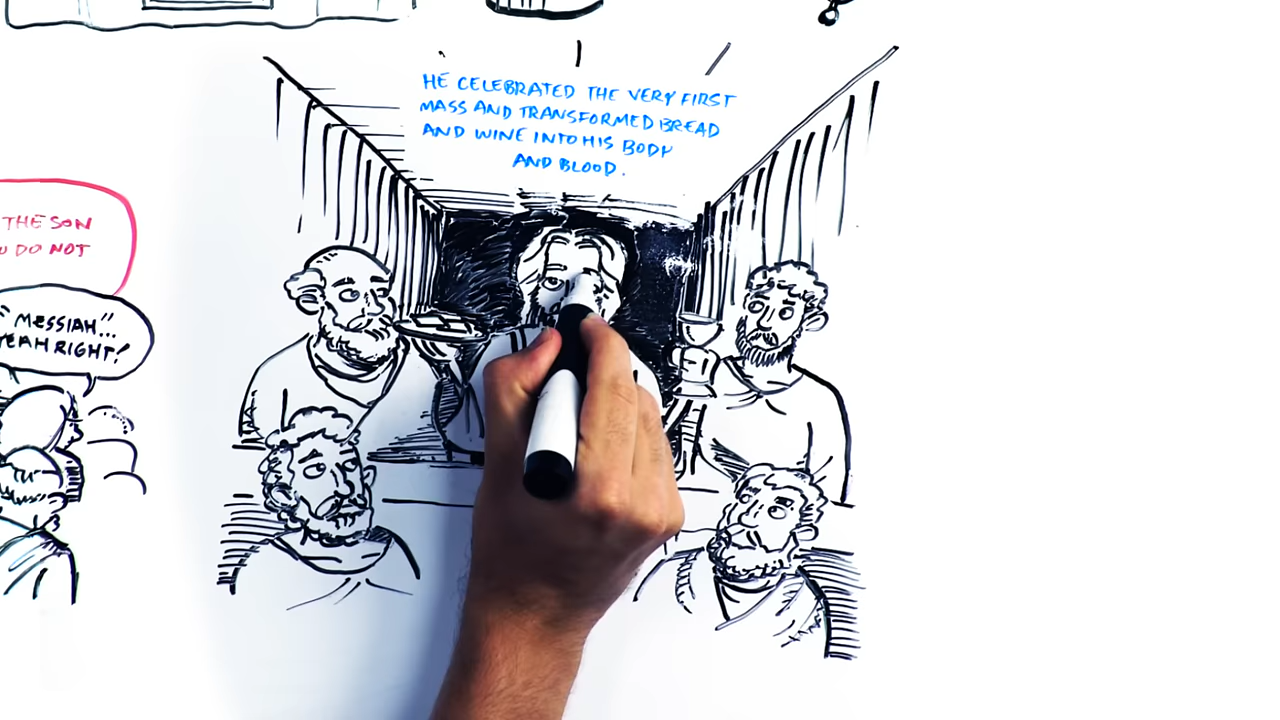 HE CELEBRATED THE VERY FIRST
MASS AND TRANSFORMED BREAD
AND WINE INTO HIS BODY
AND BLOOD.
THE SON
U DO NOT
"MESSIAH"...
YEAH RIGHT!